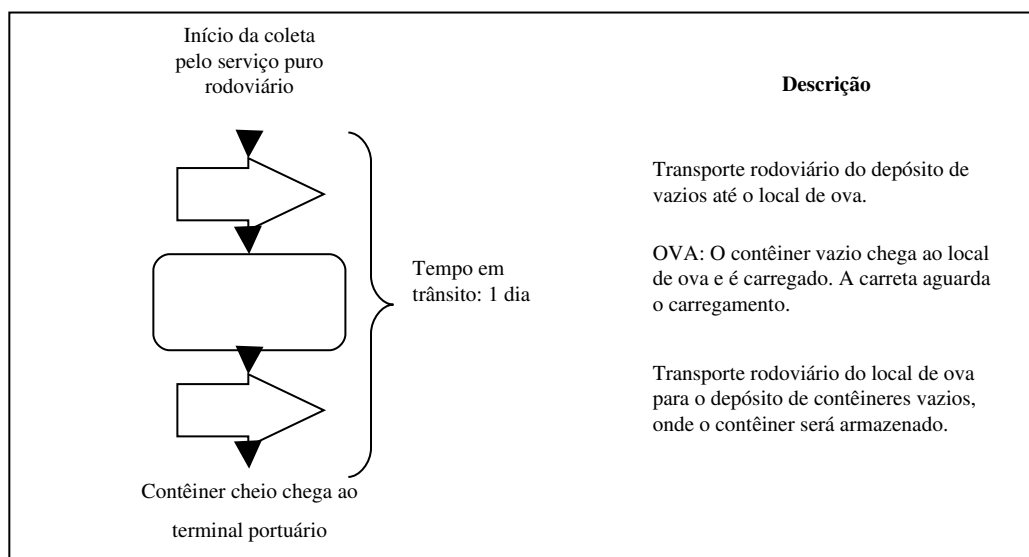 Início da coleta
pelo serviço puro
rodoviário
Descrição
Transporte rodoviário do depósito de
vazios até o local de ova.
OVA: O contêiner vazio chega ao local
de ova e é carregado. A carreta aguarda
o carregamento.
Tempo em
trânsito: 1 dia
Transporte rodoviário do local de ova
para o depósito de contêineres vazios,
onde o contêiner será armazenado.
Contêiner cheio chega ao
terminal portuário